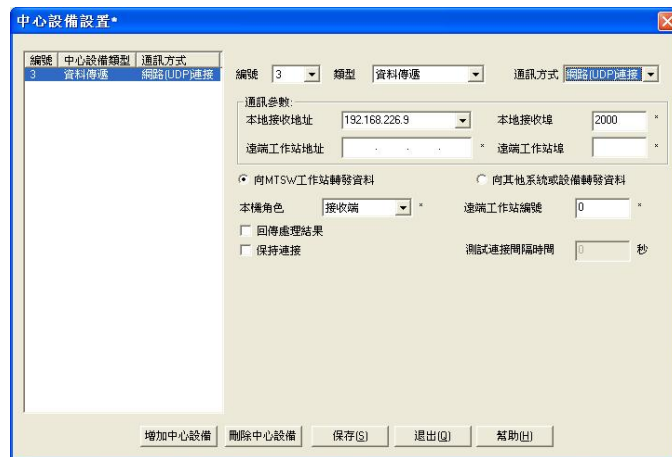 中心設備設置*
編號 中心設備類型 通訊方式
3 資料傳遞 網路(UDP)連接
編號 3 類型 資料傳遞 通訊方式 網路(UDP)連接
通訊參數:
本地接收地址 192.168.226.9 本地接收埠 2000 *
遠端工作站地址 . . . * 遠端工作站埠 *
向MTSW工作站轉發資料 向其他系統或設備轉發資料
本機角色 接收端 * 遠端工作站編號 0 *
回傳處理結果
保持連接 測試連接間隔時間 0 秒
增加中心設備 刪除中心設備 保存(S) 退出(Q) 幫助(H)